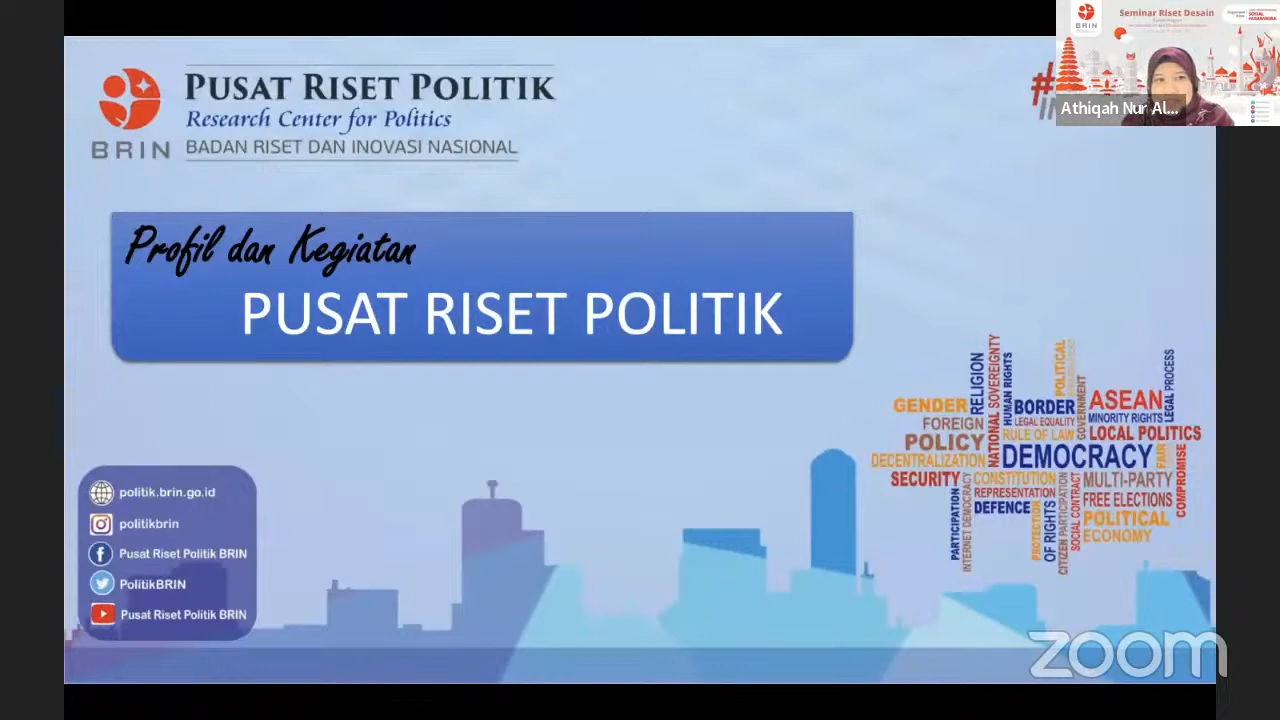 PUSAT RISET POLITIK
Research Center for Politics
BRIN
BADAN RISET DAN INOVASI NASIONAL
Seminar Riset Desain
BRIN
Athiqah Nur Al...
Profil dan Kegiatan
PUSAT RISET POLITIK
GENDER
RELIGION
NATIONAL SOVEREIGNTY
HUMAN RIGHTS
POLITICAL
GOVERNMENT
LEGAL PROCESS
BORDER
ASEAN
FOREIGN
LEGAL EQUALITY
MINORITY RIGHTS
POLICY
RULE OF LAW
LOCAL POLITICS
DECENTRALIZATION
DEMOCRACY
FAIR
COMPROMISE
SECURITY
CONSTITUTION
MULTI-PARTY
REPRESENTATION
FREE ELECTIONS
DEFENCE
POLITICAL
ECONOMY
PARTICIPATION
INTERNET DEMOCRACY
PROTECTION
OF RIGHTS
CITIZEN PARTICIPATION
SOCIAL CONTRACT
politik.brin.go.id
politikbrin
Pusat Riset Politik BRIN
PolitikBRIN
Pusat Riset Politik BRIN
zoom